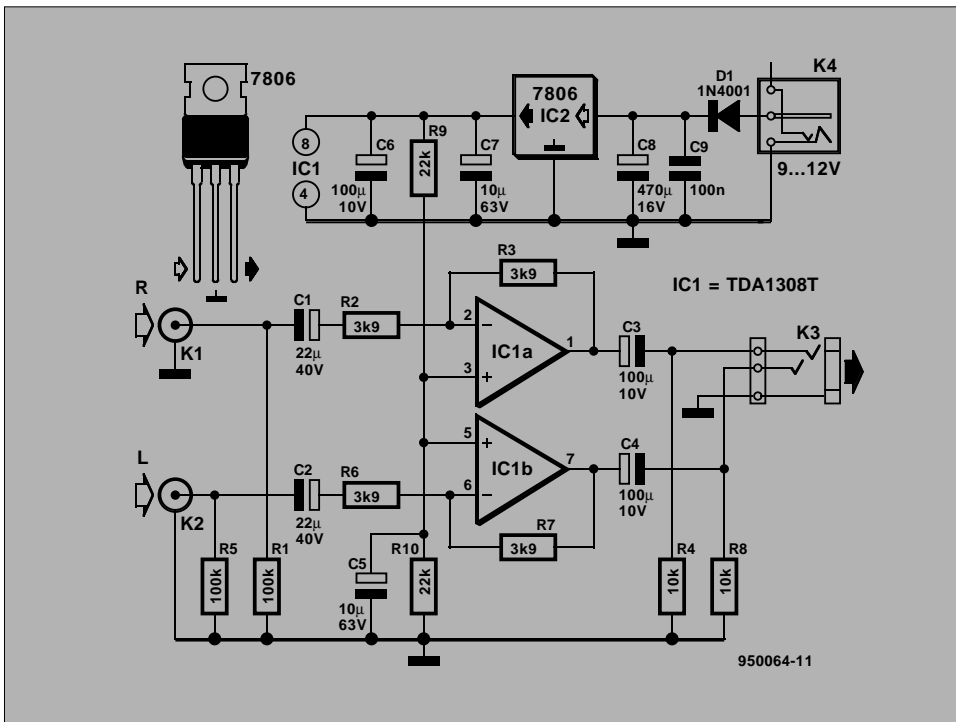 7806
8
IC1
4
C6
100µ
10V
R9
22k
C7
10µ
63V
7806
IC2
C8
470µ
16V
C9
100n
D1
1N4001
K4
9...12V
R
K1
C1
22µ
40V
R2
3k9
R3
3k9
2
3
IC1a
1
C3
100µ
10V
IC1 = TDA1308T
K3
L
K2
C2
22µ
40V
R6
3k9
5
6
IC1b
7
C4
100µ
10V
R7
3k9
R5
100k
R1
100k
C5
10µ
63V
R10
22k
R4
10k
R8
10k
950064-11